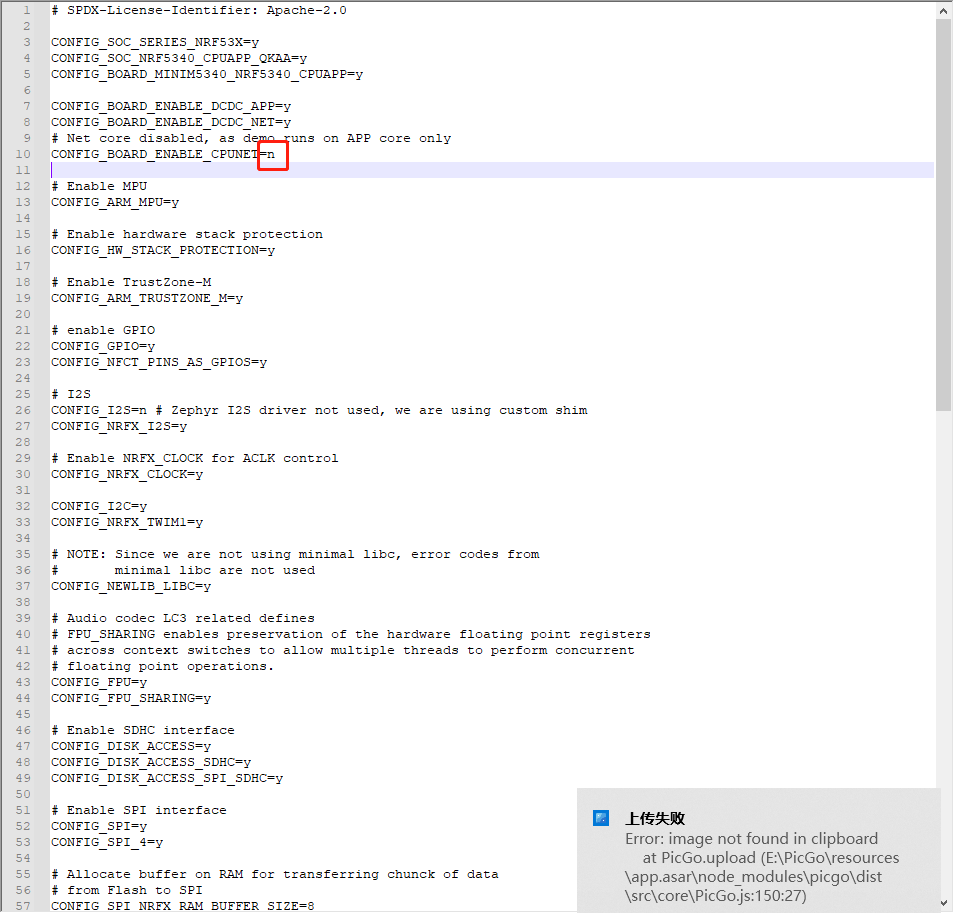 1 # SPDX-License-Identifier: Apache-2.0
2
3 CONFIG_SOC_SERIES_NRF53X=y
4 CONFIG_SOC_NRF5340_CPUAPP_QKAA=y
5 CONFIG_BOARD_MINIM5340_NRF5340_CPUAPP=y
6
7 CONFIG_BOARD_ENABLE_DCDC_APP=y
8 CONFIG_BOARD_ENABLE_DCDC_NET=y
9 # Net core disabled, as demo runs on APP core only
10 CONFIG_BOARD_ENABLE_CPUNET=n
11
12 # Enable MPU
13 CONFIG_ARM_MPU=y
14
15 # Enable hardware stack protection
16 CONFIG_HW_STACK_PROTECTION=y
17
18 # Enable TrustZone-M
19 CONFIG_ARM_TRUSTZONE_M=y
20
21 # enable GPIO
22 CONFIG_GPIO=y
23 CONFIG_NFCT_PINS_AS_GPIOS=y
24
25 # I2S
26 CONFIG_I2S=n # Zephyr I2S driver not used, we are using custom shim
27 CONFIG_NRFX_I2S=y
28
29 # Enable NRFX_CLOCK for ACLK control
30 CONFIG_NRFX_CLOCK=y
31
32 CONFIG_I2C=y
33 CONFIG_NRFX_TWIM1=y
34
35 # NOTE: Since we are not using minimal libc, error codes from
36 #       minimal libc are not used
37 CONFIG_NEWLIB_LIBC=y
38
39 # Audio codec LC3 related defines
40 # FPU_SHARING enables preservation of the hardware floating point registers
41 # across context switches to allow multiple threads to perform concurrent
42 # floating point operations.
43 CONFIG_FPU=y
44 CONFIG_FPU_SHARING=y
45
46 # Enable SDHC interface
47 CONFIG_DISK_ACCESS=y
48 CONFIG_DISK_ACCESS_SDHC=y
49 CONFIG_DISK_ACCESS_SPI_SDHC=y
50
51 # Enable SPI interface
52 CONFIG_SPI=y
53 CONFIG_SPI_4=y
54
55 # Allocate buffer on RAM for transferring chunck of data
56 # from Flash to SPI
57 CONFIG_SPI_NRFX_RAM_BUFFER_SIZE=8
上传失败
Error: image not found in clipboard
at PicGo.upload (E:\PicGo\resources
\app.asar\node_modules\picgo\dist
\src\core\PicGo.js:150:27)